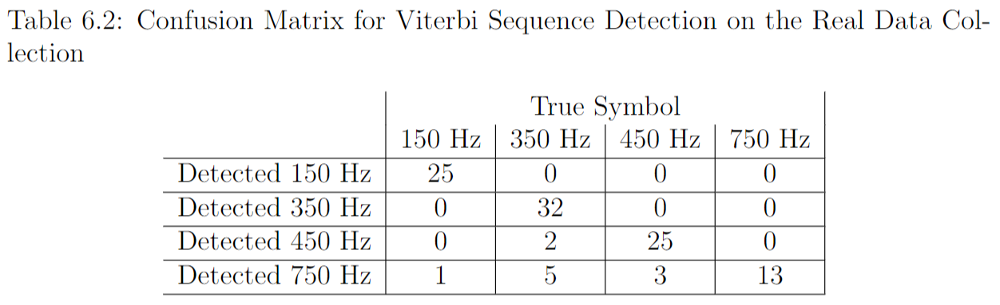 Table 6.2: Confusion Matrix for Viterbi Sequence Detection on the Real Data Col-
lection
True Symbol
150 Hz 350 Hz 450 Hz 750 Hz
Detected 150 Hz 25 0 0 0
Detected 350 Hz 0 32 0 0
Detected 450 Hz 0 2 25 0
Detected 750 Hz 1 5 3 13